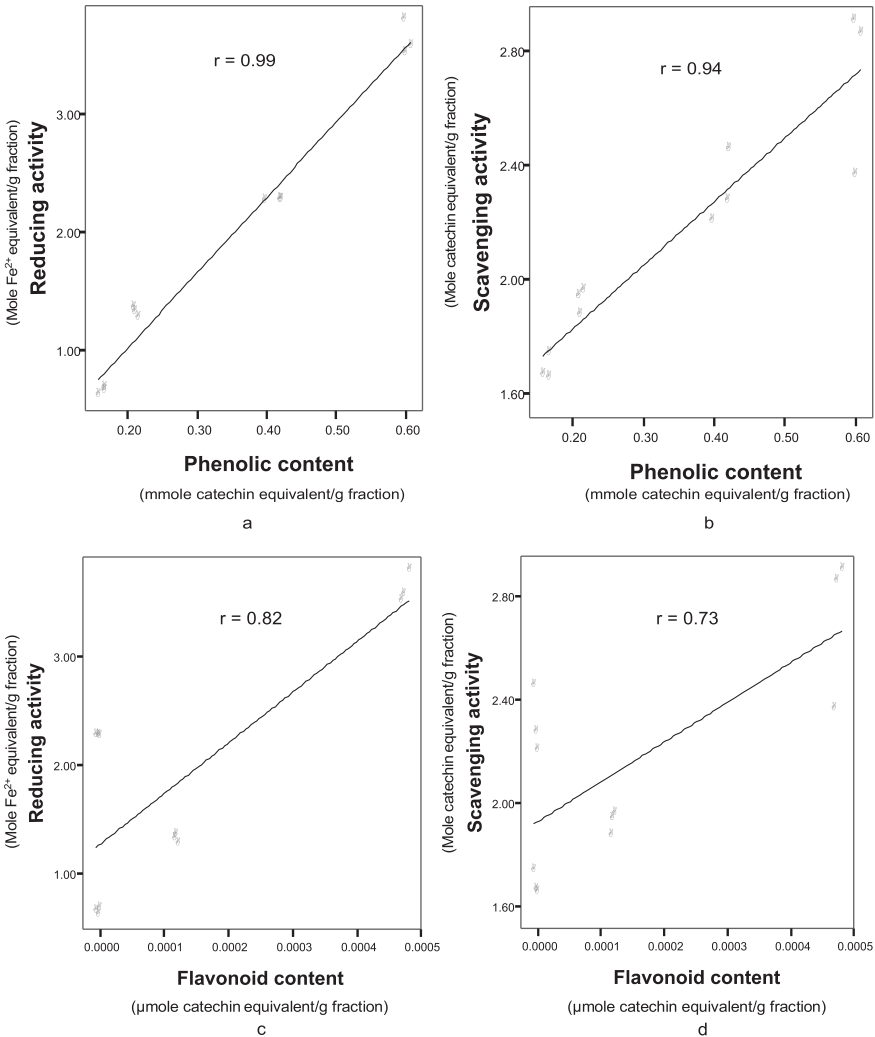 r = 0.99
3.00
2.00
1.00
(Mole Fe²⁺ equivalent/g fraction)
Reducing activity
0.20 0.30 0.40 0.50 0.60
Phenolic content
(mmole catechin equivalent/g fraction)
a
r = 0.94
2.80
2.40
2.00
1.60
(Mole catechin equivalent/g fraction)
Scavenging activity
0.20 0.30 0.40 0.50 0.60
Phenolic content
(mmole catechin equivalent/g fraction)
b
r = 0.82
3.00
2.00
1.00
(Mole Fe²⁺ equivalent/g fraction)
Reducing activity
0.0000 0.0001 0.0002 0.0003 0.0004 0.0005
Flavonoid content
(µmole catechin equivalent/g fraction)
c
r = 0.73
2.80
2.40
2.00
1.60
(Mole catechin equivalent/g fraction)
Scavenging activity
0.0000 0.0001 0.0002 0.0003 0.0004 0.0005
Flavonoid content
(µmole catechin equivalent/g fraction)
d